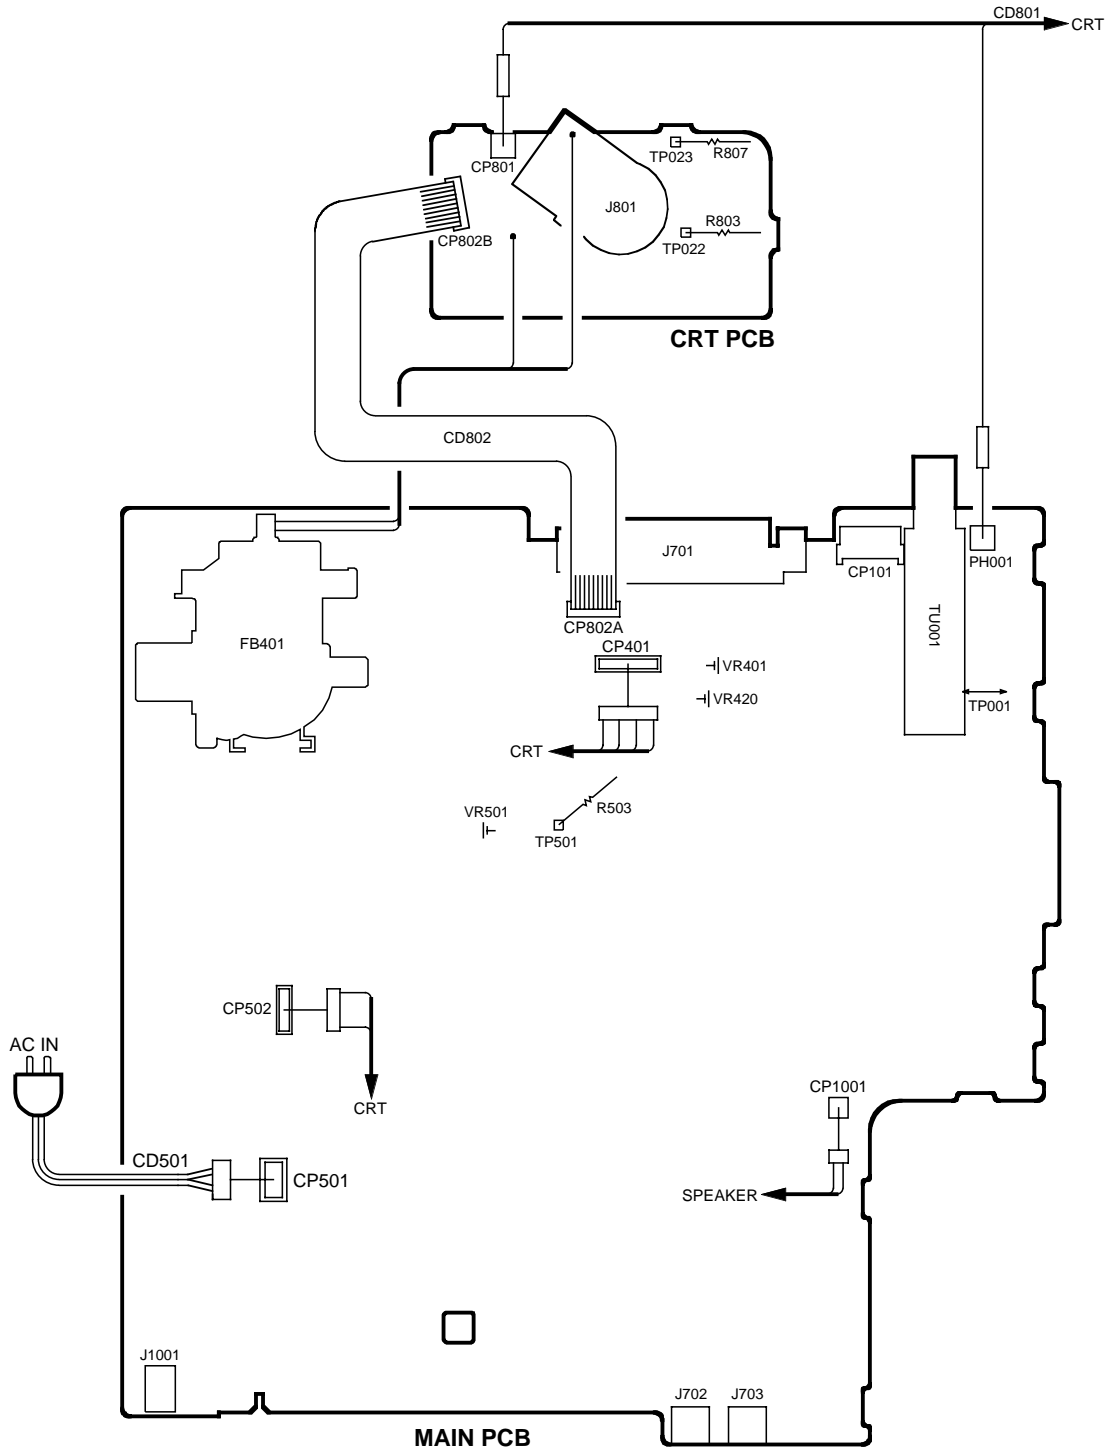 CD801
CRT
CP801
TP023
R807
J801
R803
CP802B
TP022
CRT PCB
CD802
J701
CP101
PH001
TU001
FB401
CP802A
CP401
VR401
VR420
TP001
CRT
VR501
R503
TP501
CP502
AC IN
CRT
CP1001
CD501
CP501
SPEAKER
J1001
J702
J703
MAIN PCB